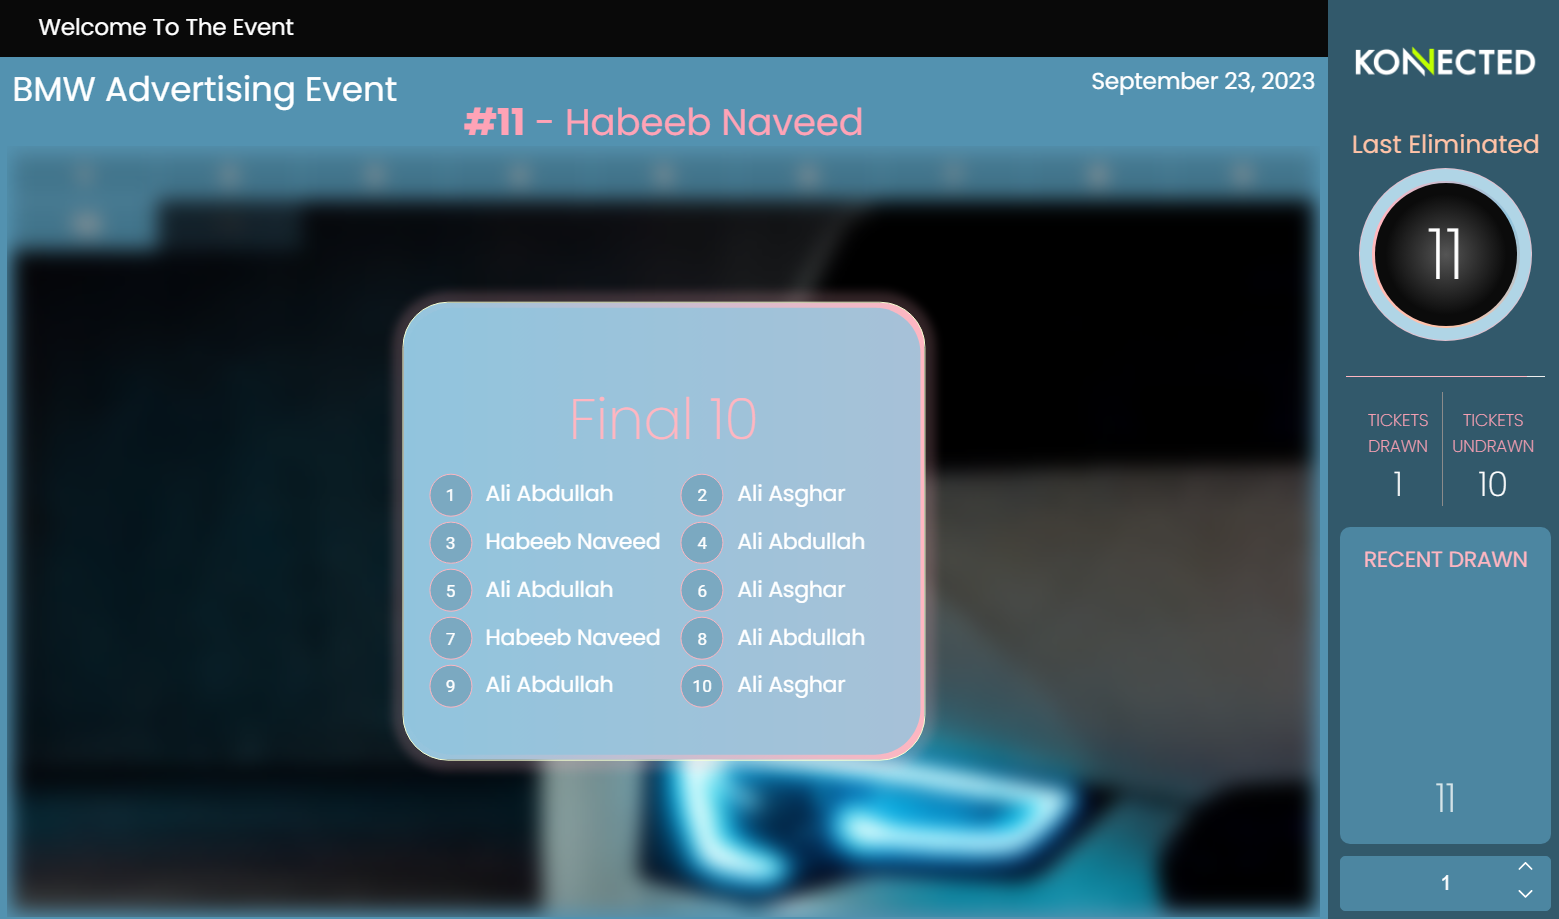 Welcome To The Event
BMW Advertising Event
September 23, 2023
#11 - Habeeb Naveed
Final 10
1 Ali Abdullah
2 Ali Asghar
3 Habeeb Naveed
4 Ali Abdullah
5 Ali Abdullah
6 Ali Asghar
7 Habeeb Naveed
8 Ali Abdullah
9 Ali Abdullah
10 Ali Asghar
KONNECTED
Last Eliminated
11
TICKETS
DRAWN
1
TICKETS
UNDRAWN
10
RECENT DRAWN
11
1